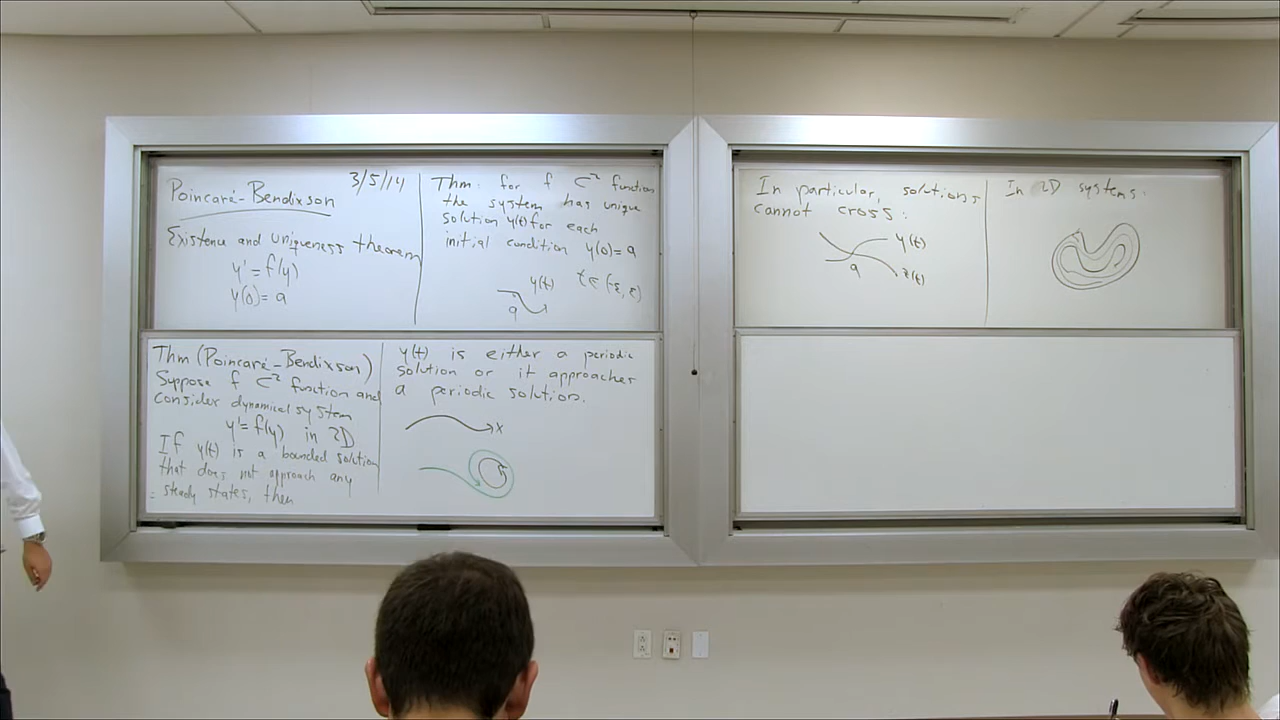 Poincaré-Bendixson
3/5/14
Existence and uniqueness theorem
y' = f(y)
y(0) = a
Thm: for f C² function
the system has unique
solution y(t) for each
initial condition y(0) = a
y(t) t ∈ (-ε, ε)
a
Thm (Poincaré-Bendixson)
Suppose f C² function and
consider dynamical system
y' = f(y) in 2D
If y(t) is a bounded solution
that does not approach any
steady states, then
y(t) is either a periodic
solution or it approaches
a periodic solution.
x
In particular, solutions
cannot cross:
y(t)
a z(t)
In 2D systems: